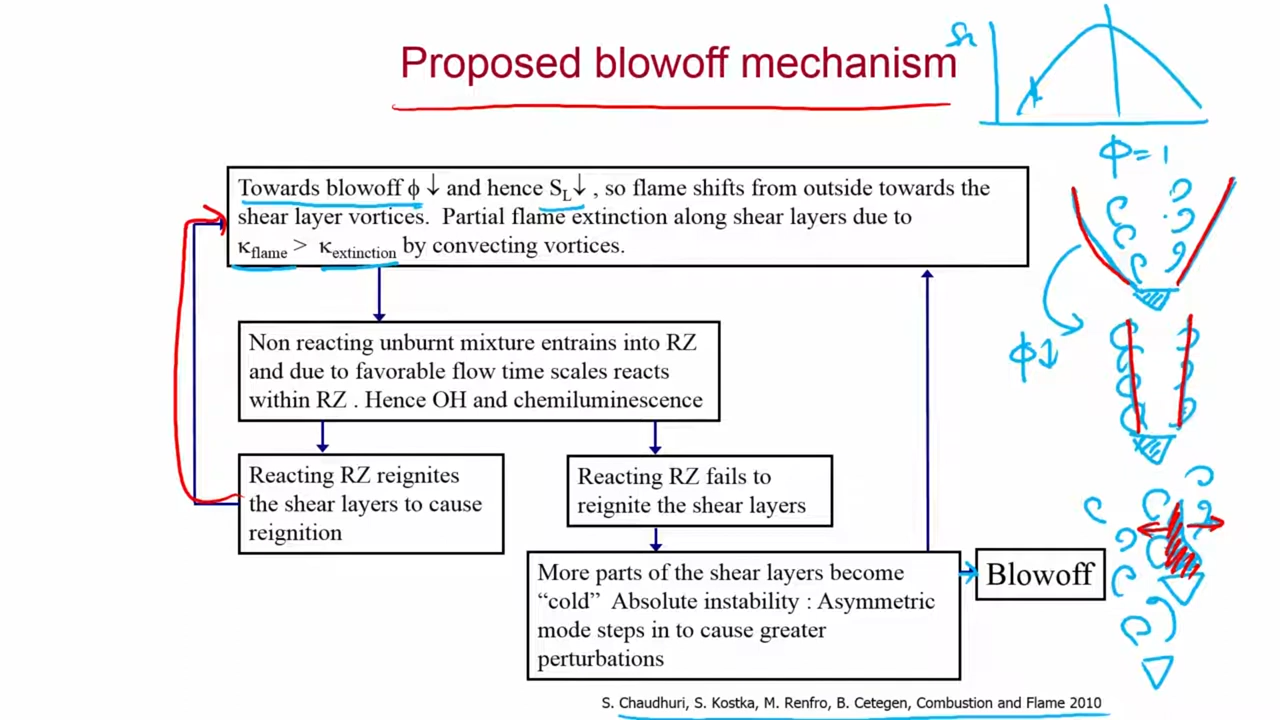 Proposed blowoff mechanism
S_L
ϕ = 1
Towards blowoff ϕ ↓ and hence S_L ↓ , so flame shifts from outside towards the
shear layer vortices. Partial flame extinction along shear layers due to
κ_flame > κ_extinction by convecting vortices.
ϕ↓
Non reacting unburnt mixture entrains into RZ
and due to favorable flow time scales reacts
within RZ . Hence OH and chemiluminescence
Reacting RZ reignites
the shear layers to cause
reignition
Reacting RZ fails to
reignite the shear layers
More parts of the shear layers become
“cold” Absolute instability : Asymmetric
mode steps in to cause greater
perturbations
Blowoff
S. Chaudhuri, S. Kostka, M. Renfro, B. Cetegen, Combustion and Flame 2010